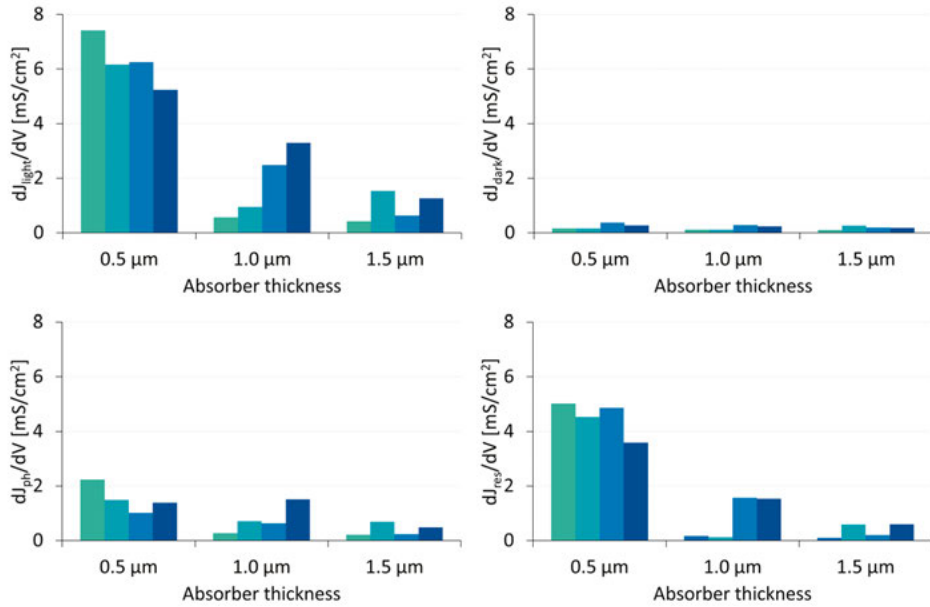 8
6
4
2
0
dJlight/dV [mS/cm²]
0.5 µm 1.0 µm 1.5 µm
Absorber thickness
8
6
4
2
0
dJdark/dV [mS/cm²]
0.5 µm 1.0 µm 1.5 µm
Absorber thickness
8
6
4
2
0
dJph/dV [mS/cm²]
0.5 µm 1.0 µm 1.5 µm
Absorber thickness
8
6
4
2
0
dJres/dV [mS/cm²]
0.5 µm 1.0 µm 1.5 µm
Absorber thickness